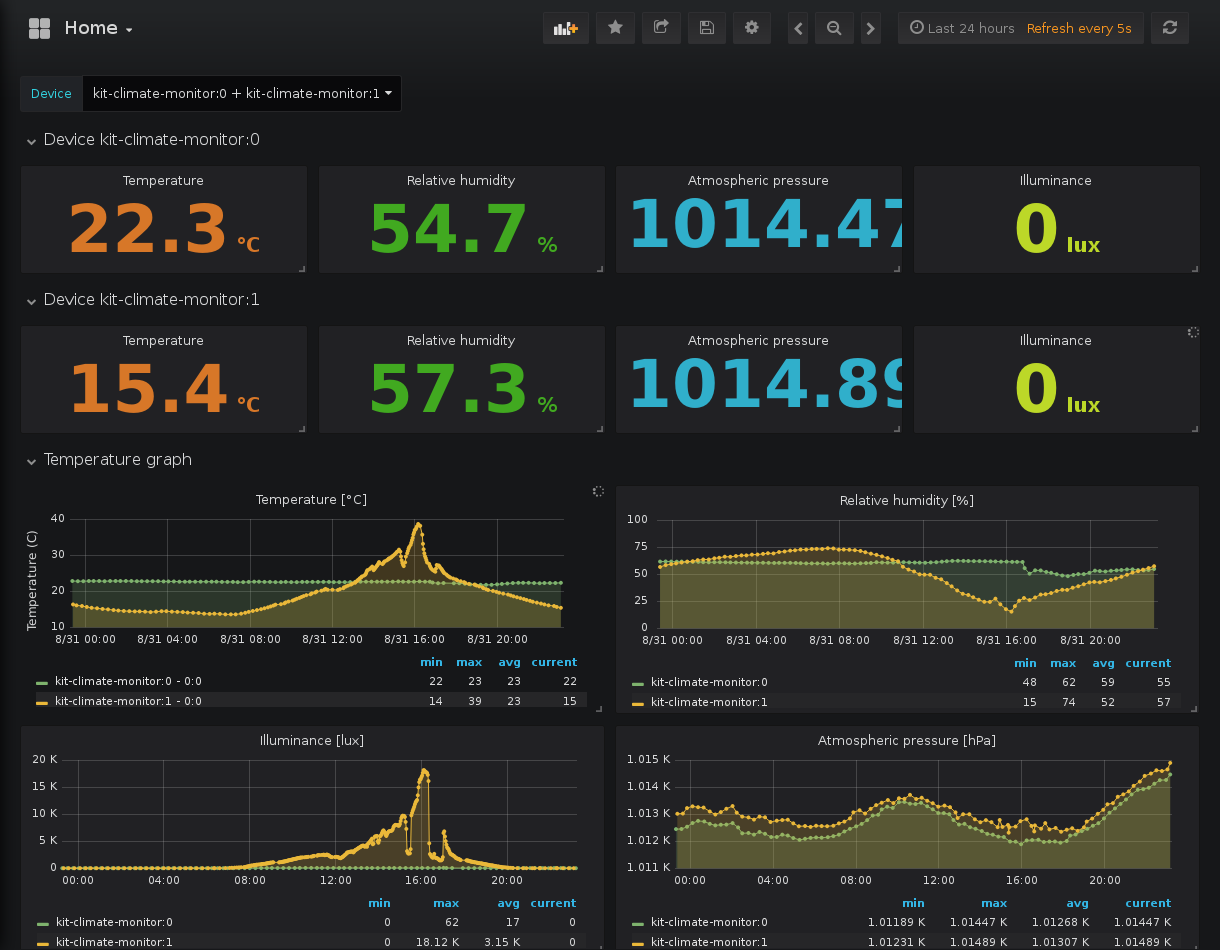 Home
Last 24 hours Refresh every 5s
Device kit-climate-monitor:0 + kit-climate-monitor:1
Device kit-climate-monitor:0
Temperature Relative humidity Atmospheric pressure Illuminance
22.3 °C 54.7 % 1014.47 0 lux
Device kit-climate-monitor:1
Temperature Relative humidity Atmospheric pressure Illuminance
15.4 °C 57.3 % 1014.89 0 lux
Temperature graph
Temperature [°C]
Temperature (C)
40
30
20
10
8/31 00:00 8/31 04:00 8/31 08:00 8/31 12:00 8/31 16:00 8/31 20:00
min max avg current
kit-climate-monitor:0 - 0:0 22 23 23 22
kit-climate-monitor:1 - 0:0 14 39 23 15
Relative humidity [%]
100
75
50
25
0
8/31 00:00 8/31 04:00 8/31 08:00 8/31 12:00 8/31 16:00 8/31 20:00
min max avg current
kit-climate-monitor:0 48 62 59 55
kit-climate-monitor:1 15 74 52 57
Illuminance [lux]
20 K
15 K
10 K
5 K
0
00:00 04:00 08:00 12:00 16:00 20:00
min max avg current
kit-climate-monitor:0 0 62 17 0
kit-climate-monitor:1 0 18.12 K 3.15 K 0
Atmospheric pressure [hPa]
1.015 K
1.014 K
1.013 K
1.012 K
1.011 K
00:00 04:00 08:00 12:00 16:00 20:00
min max avg current
kit-climate-monitor:0 1.01189 K 1.01447 K 1.01268 K 1.01447 K
kit-climate-monitor:1 1.01231 K 1.01489 K 1.01307 K 1.01489 K